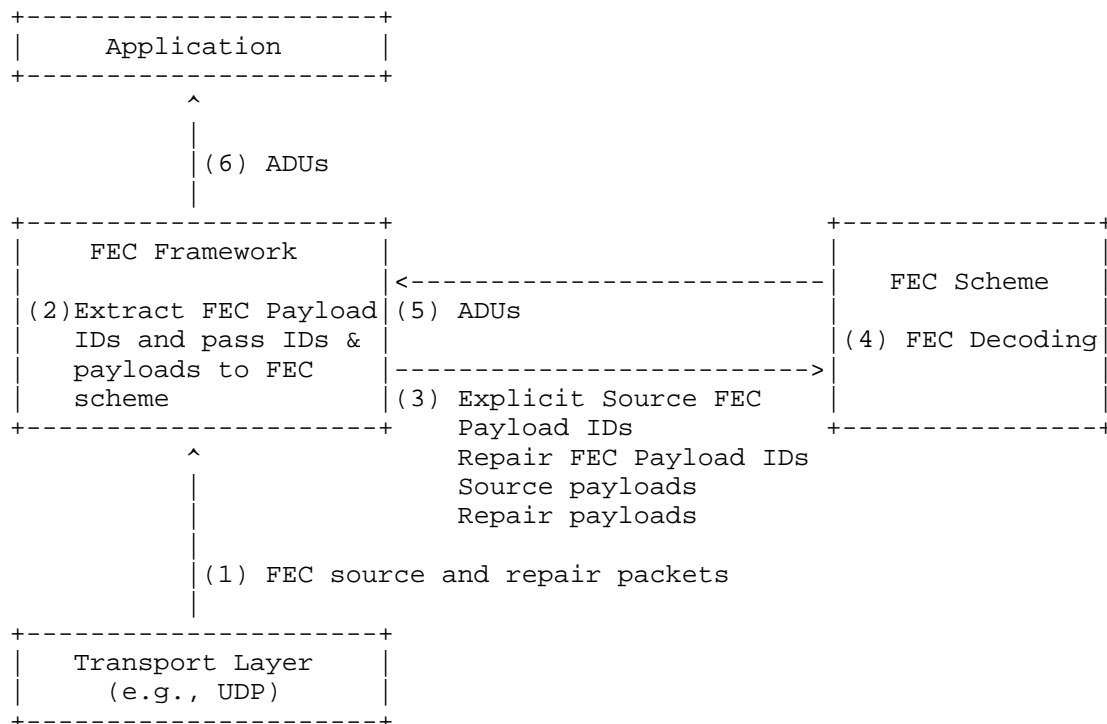 Application
(6) ADUs
FEC Framework
FEC Scheme
(2)Extract FEC Payload
(5) ADUs
IDs and pass IDs &
(4) FEC Decoding
payloads to FEC
scheme
(3) Explicit Source FEC
Payload IDs
Repair FEC Payload IDs
Source payloads
Repair payloads
(1) FEC source and repair packets
Transport Layer
(e.g., UDP)